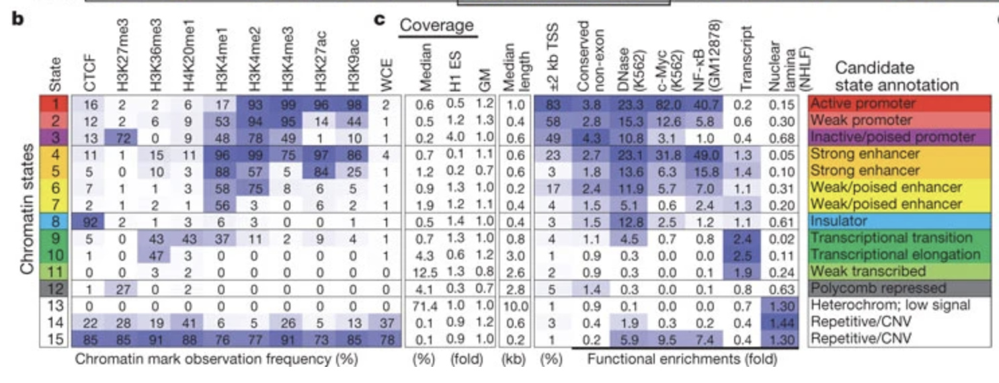 b
c
Coverage
State
CTCF
H3K27me3
H3K36me3
H4K20me1
H3K4me1
H3K4me2
H3K4me3
H3K27ac
H3K9ac
WCE
Median
H1 ES
GM
Median length
±2 kb TSS
Conserved non-exon
DNase (K562)
c-Myc (K562)
NF-κB (GM12878)
Transcript
Nuclear lamina (NHLF)
Candidate
state annotation
Chromatin states
1 16 2 2 6 17 93 99 96 98 2 0.6 0.5 1.2 1.0 83 3.8 23.3 82.0 40.7 0.2 0.15 Active promoter
2 12 2 6 9 53 94 95 14 44 1 0.5 1.2 1.3 0.4 58 2.8 15.3 12.6 5.8 0.6 0.30 Weak promoter
3 13 72 0 9 48 78 49 1 10 1 0.2 4.0 1.0 0.6 49 4.3 10.8 3.1 1.0 0.4 0.68 Inactive/poised promoter
4 11 1 15 11 96 99 75 97 86 4 0.7 0.1 1.1 0.6 23 2.7 23.1 31.8 49.0 1.3 0.05 Strong enhancer
5 5 0 10 3 88 57 5 84 25 1 1.2 0.2 0.7 0.6 3 1.8 13.6 6.3 15.8 1.4 0.10 Strong enhancer
6 7 1 1 3 58 75 8 6 5 1 0.9 1.3 1.0 0.2 17 2.4 11.9 5.7 7.0 1.1 0.31 Weak/poised enhancer
7 2 1 2 1 56 3 0 6 2 1 1.9 1.2 1.1 0.4 4 1.5 5.1 0.6 2.4 1.3 0.20 Weak/poised enhancer
8 92 2 1 3 6 3 0 0 1 1 0.5 1.4 1.0 0.4 3 1.5 12.8 2.5 1.2 1.1 0.61 Insulator
9 5 0 43 43 37 11 2 9 4 1 0.7 1.3 1.0 0.8 4 1.1 4.5 0.7 0.8 2.4 0.02 Transcriptional transition
10 1 0 47 3 0 0 0 0 0 1 4.3 0.6 1.2 3.0 1 0.9 0.3 0.0 0.0 2.5 0.11 Transcriptional elongation
11 0 0 3 2 0 0 0 0 0 0 12.5 1.3 0.8 2.6 2 0.9 0.3 0.0 0.1 1.9 0.24 Weak transcribed
12 1 27 0 2 0 0 0 0 0 0 4.1 0.3 0.7 2.8 5 1.4 0.3 0.0 0.1 0.8 0.63 Polycomb repressed
13 0 0 0 0 0 0 0 0 0 0 71.4 1.0 1.0 10.0 1 0.9 0.1 0.0 0.0 0.7 1.30 Heterochrom; low signal
14 22 28 19 41 6 5 26 5 13 37 0.1 0.9 1.2 0.6 3 0.4 1.9 0.3 0.2 0.4 1.44 Repetitive/CNV
15 85 85 91 88 76 77 91 73 85 78 0.1 0.9 1.0 0.2 1 0.2 5.9 9.5 7.4 0.4 1.30 Repetitive/CNV
Chromatin mark observation frequency (%) (%) (fold) (kb) (%) Functional enrichments (fold)